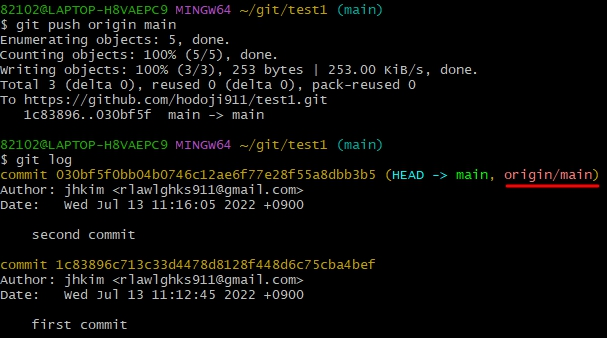 82102@LAPTOP-H8VAEPC9 MINGW64 ~/git/test1 (main)
$ git push origin main
Enumerating objects: 5, done.
Counting objects: 100% (5/5), done.
Writing objects: 100% (3/3), 253 bytes | 253.00 KiB/s, done.
Total 3 (delta 0), reused 0 (delta 0), pack-reused 0
To https://github.com/hodoji911/test1.git
   1c83896..030bf5f  main -> main

82102@LAPTOP-H8VAEPC9 MINGW64 ~/git/test1 (main)
$ git log
commit 030bf5f0bb04b0746c12ae6f77e28f55a8dbb3b5 (HEAD -> main, origin/main)
Author: jhkim <rlawlghks911@gmail.com>
Date:   Wed Jul 13 11:16:05 2022 +0900

    second commit

commit 1c83896c713c33d4478d8128f448d6c75cba4bef
Author: jhkim <rlawlghks911@gmail.com>
Date:   Wed Jul 13 11:12:45 2022 +0900

    first commit